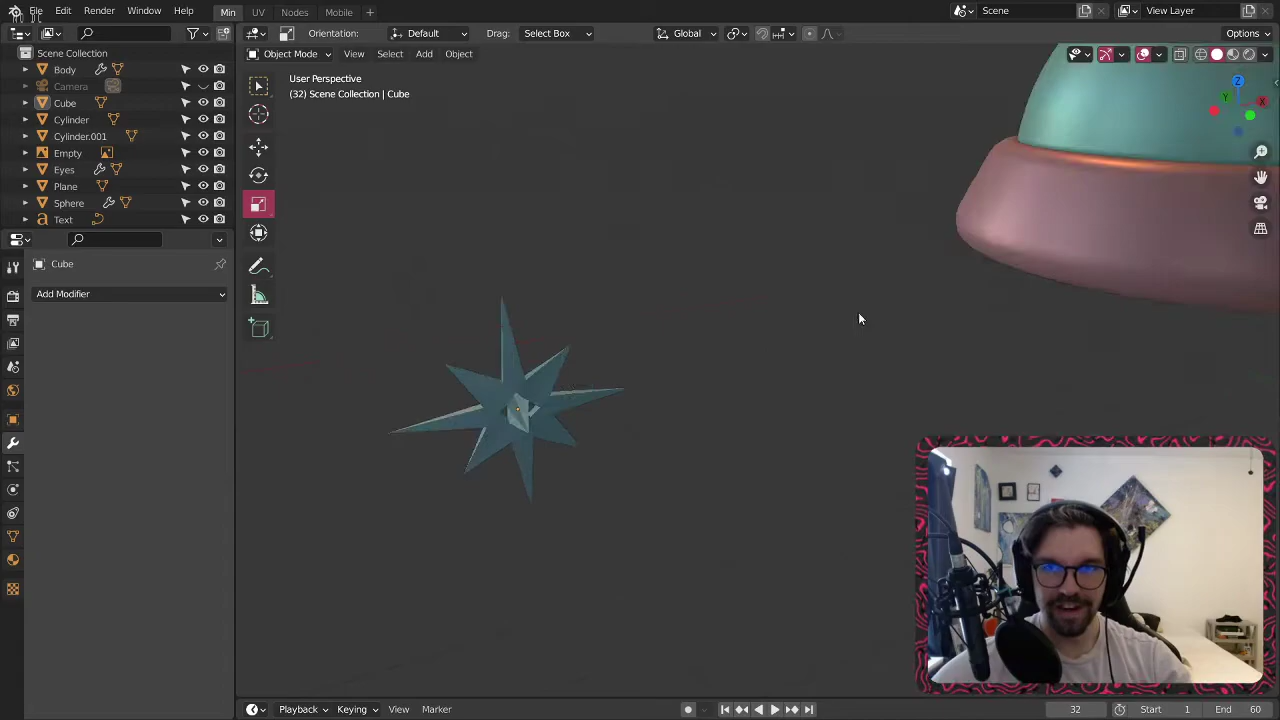 File Edit Render Window Help Min UV Nodes Mobile + Scene View Layer
Orientation: Default Drag: Select Box Global Options
Scene Collection
Object Mode View Select Add Object
Body
User Perspective
Camera
(32) Scene Collection | Cube
Cube
Cylinder
Cylinder.001
Empty
Eyes
Plane
Sphere
Text
Cube
Add Modifier
Z
Y
X
Playback Keying View Marker 32 Start 1 End 60